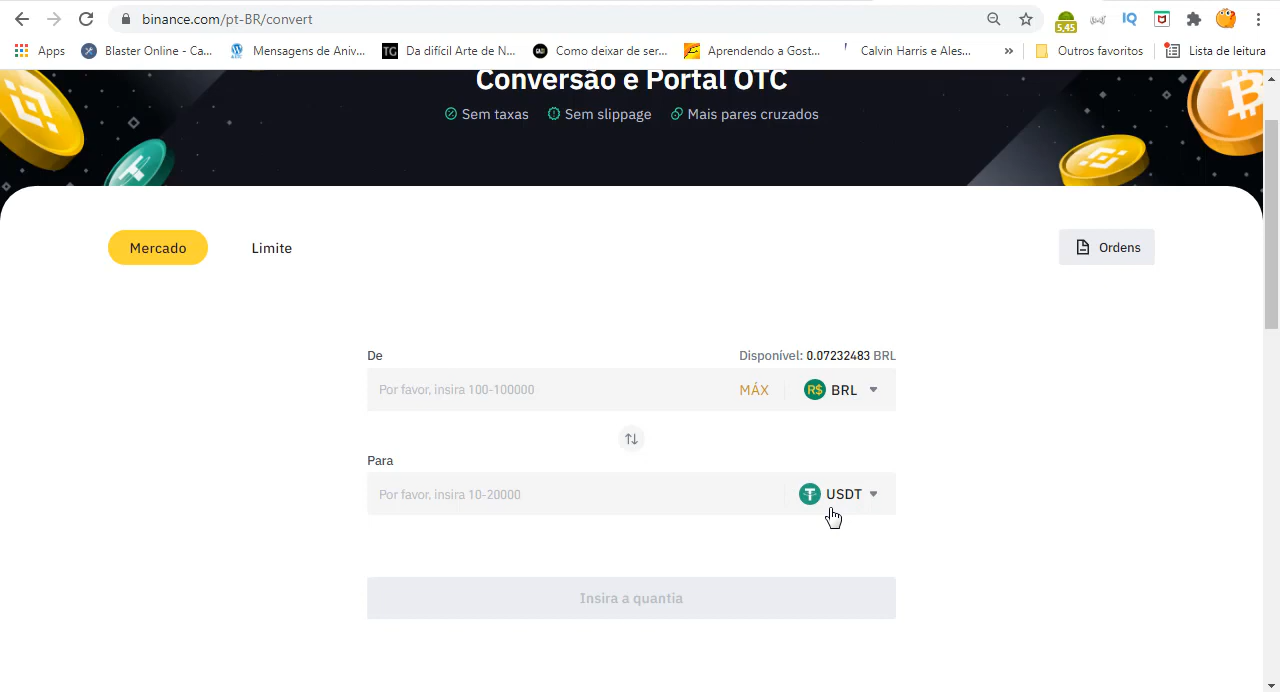 binance.com/pt-BR/convert
5,45
IQ
Apps
Blaster Online - Ca...
Mensagens de Aniv...
TG
Da difícil Arte de N...
Como deixar de ser...
Aprendendo a Gost...
Calvin Harris e Ales...
»
Outros favoritos
Lista de leitura
Conversão e Portal OTC
Sem taxas
Sem slippage
Mais pares cruzados
Mercado
Limite
Ordens
De
Disponível: 0.07232483 BRL
Por favor, insira 100-100000
MÁX
R$ BRL
Para
Por favor, insira 10-20000
USDT
Insira a quantia